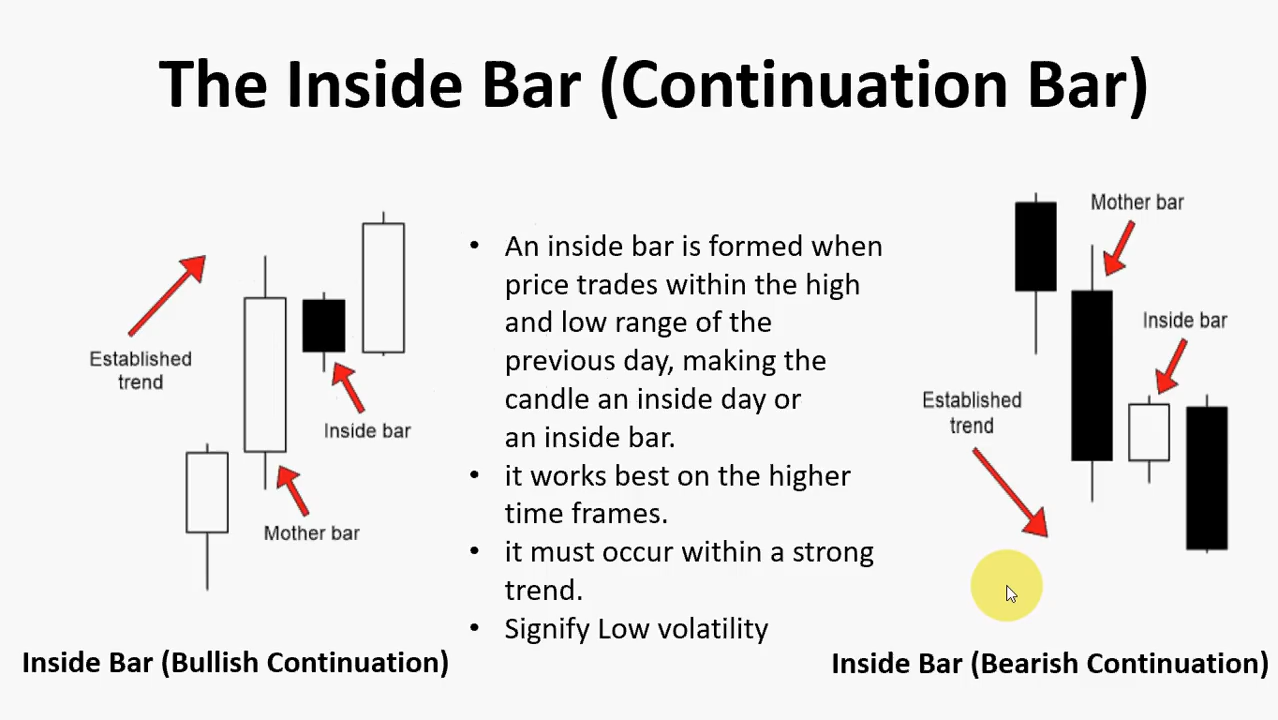 The Inside Bar (Continuation Bar)
Established
trend
Inside bar
Mother bar
Inside Bar (Bullish Continuation)
• An inside bar is formed when
price trades within the high
and low range of the
previous day, making the
candle an inside day or
an inside bar.
• it works best on the higher
time frames.
• it must occur within a strong
trend.
• Signify Low volatility
Mother bar
Inside bar
Established
trend
Inside Bar (Bearish Continuation)